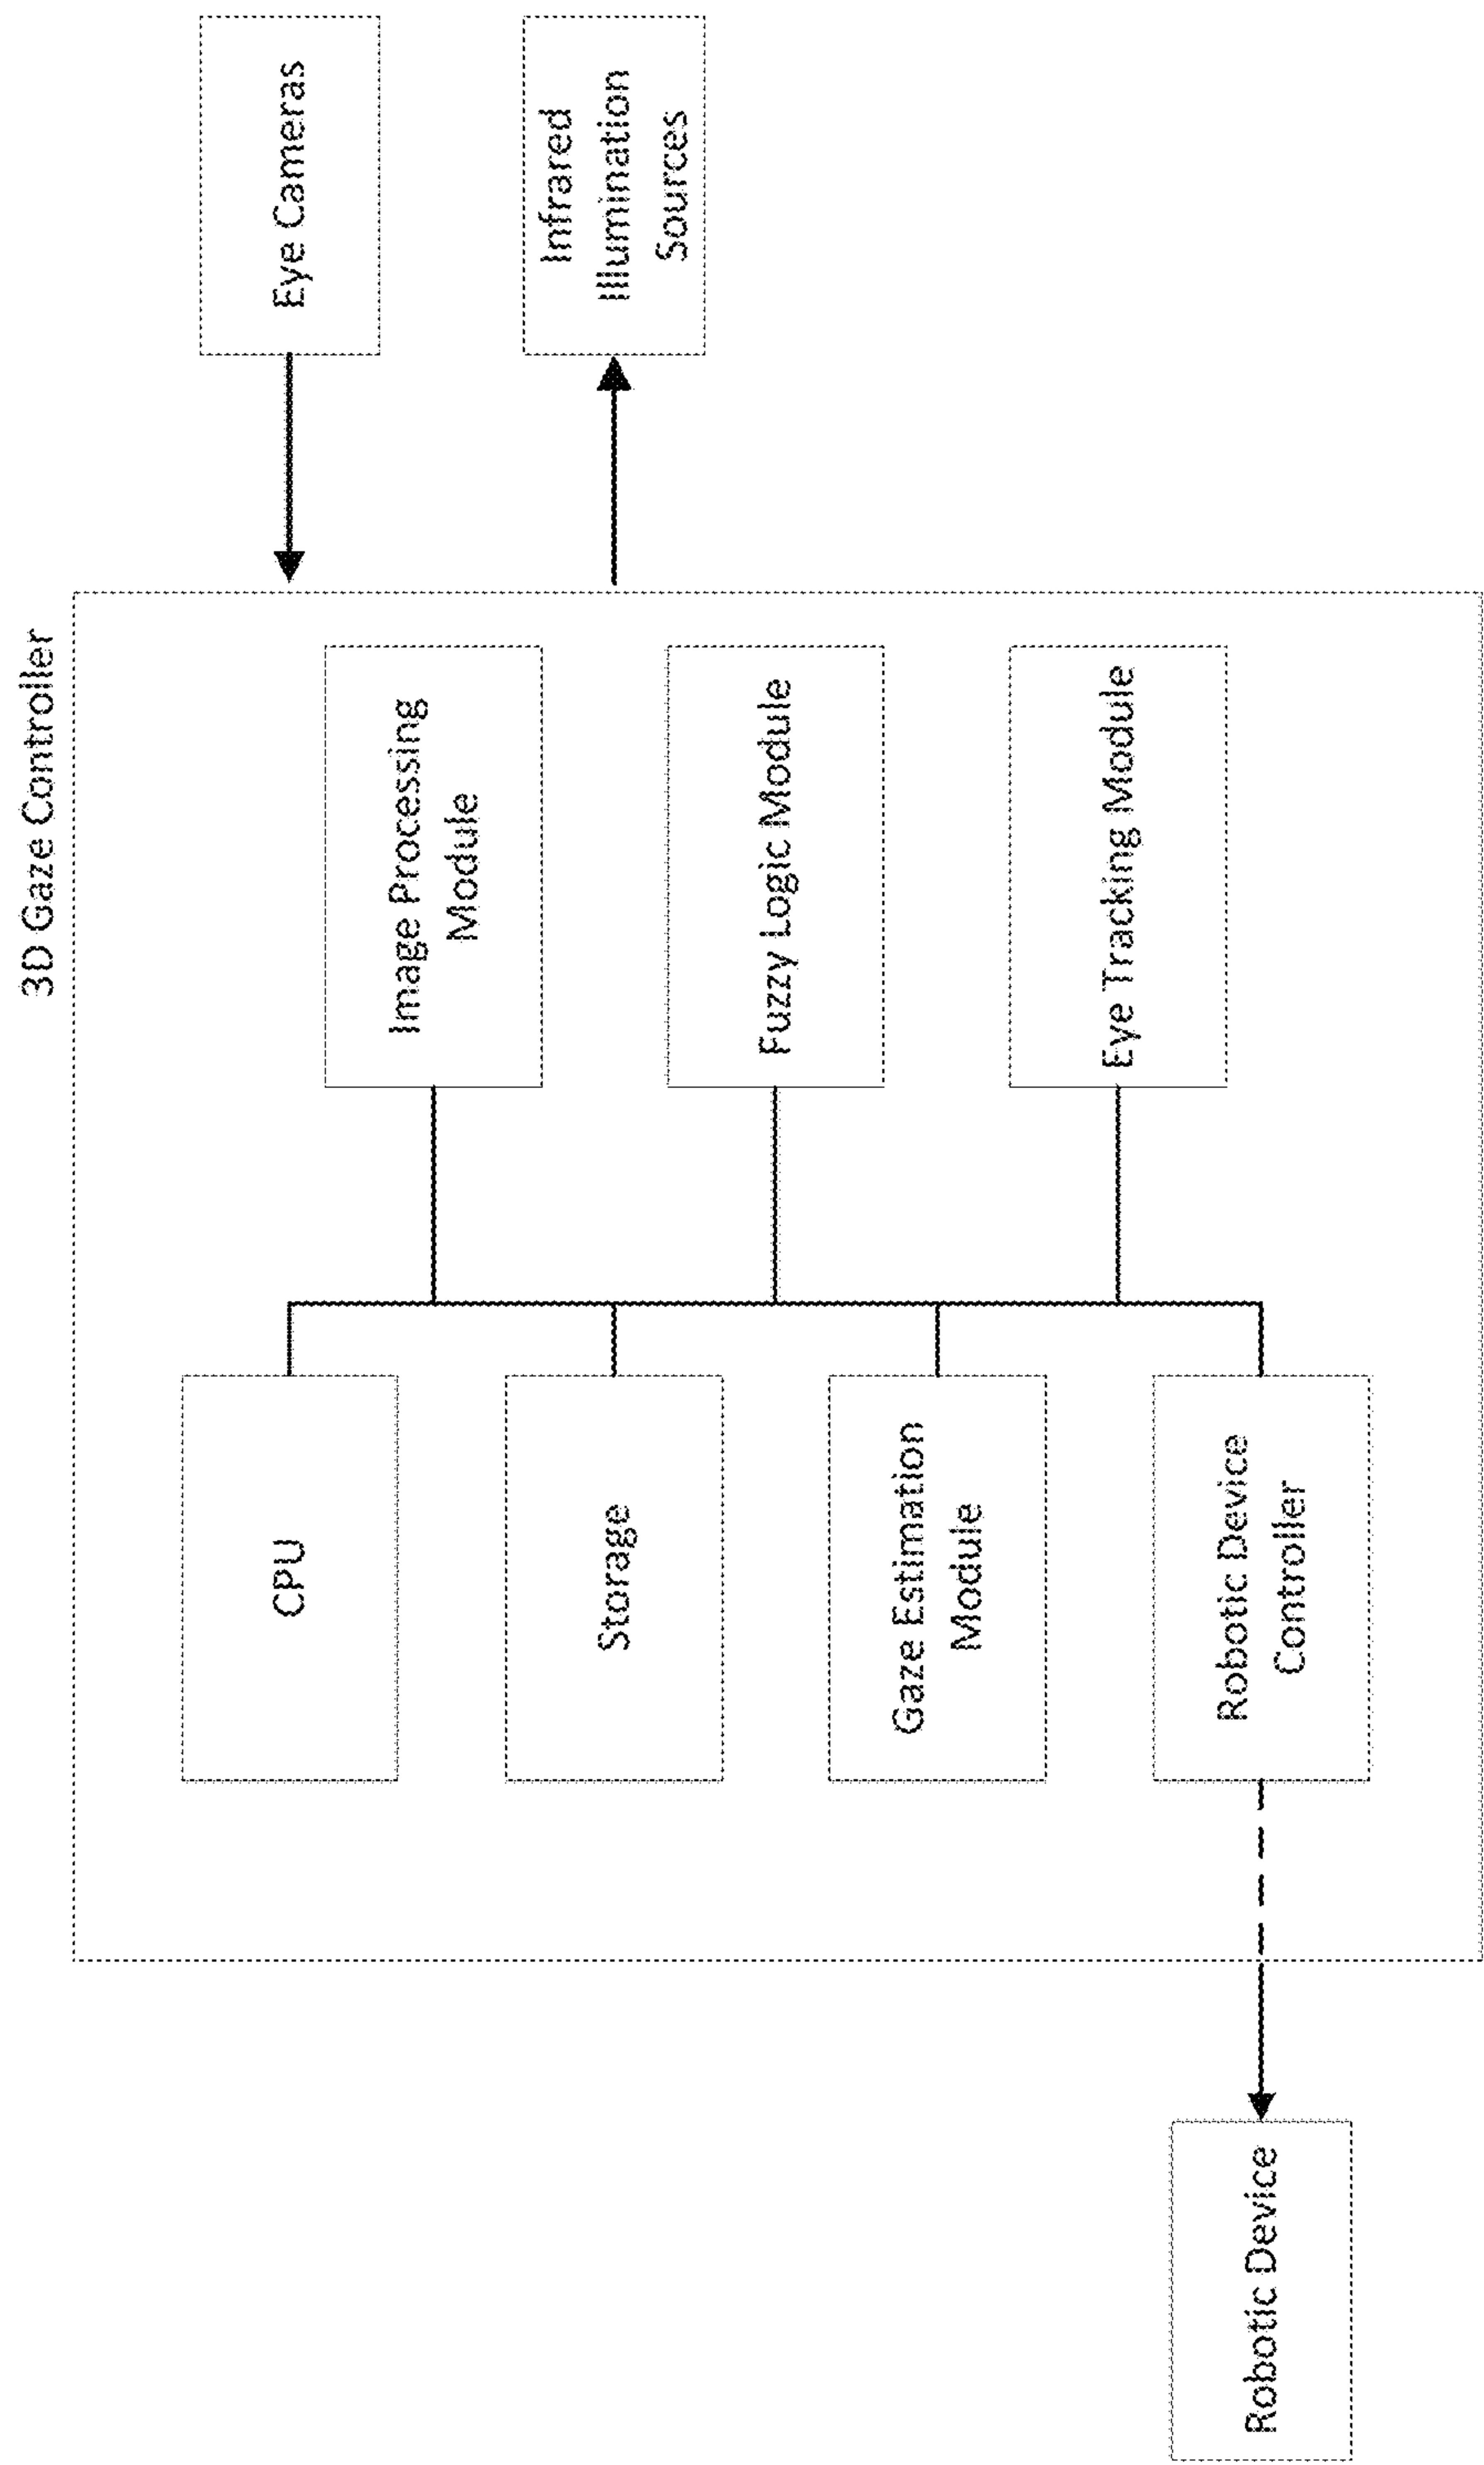 3D Gaze Controller
CPU
Storage
Gaze Estimation
Module
Robotic Device
Controller
Image Processing
Module
Fuzzy Logic Module
Eye Tracking Module
Eye Cameras
Infrared
Illumination
Sources
Robotic Device